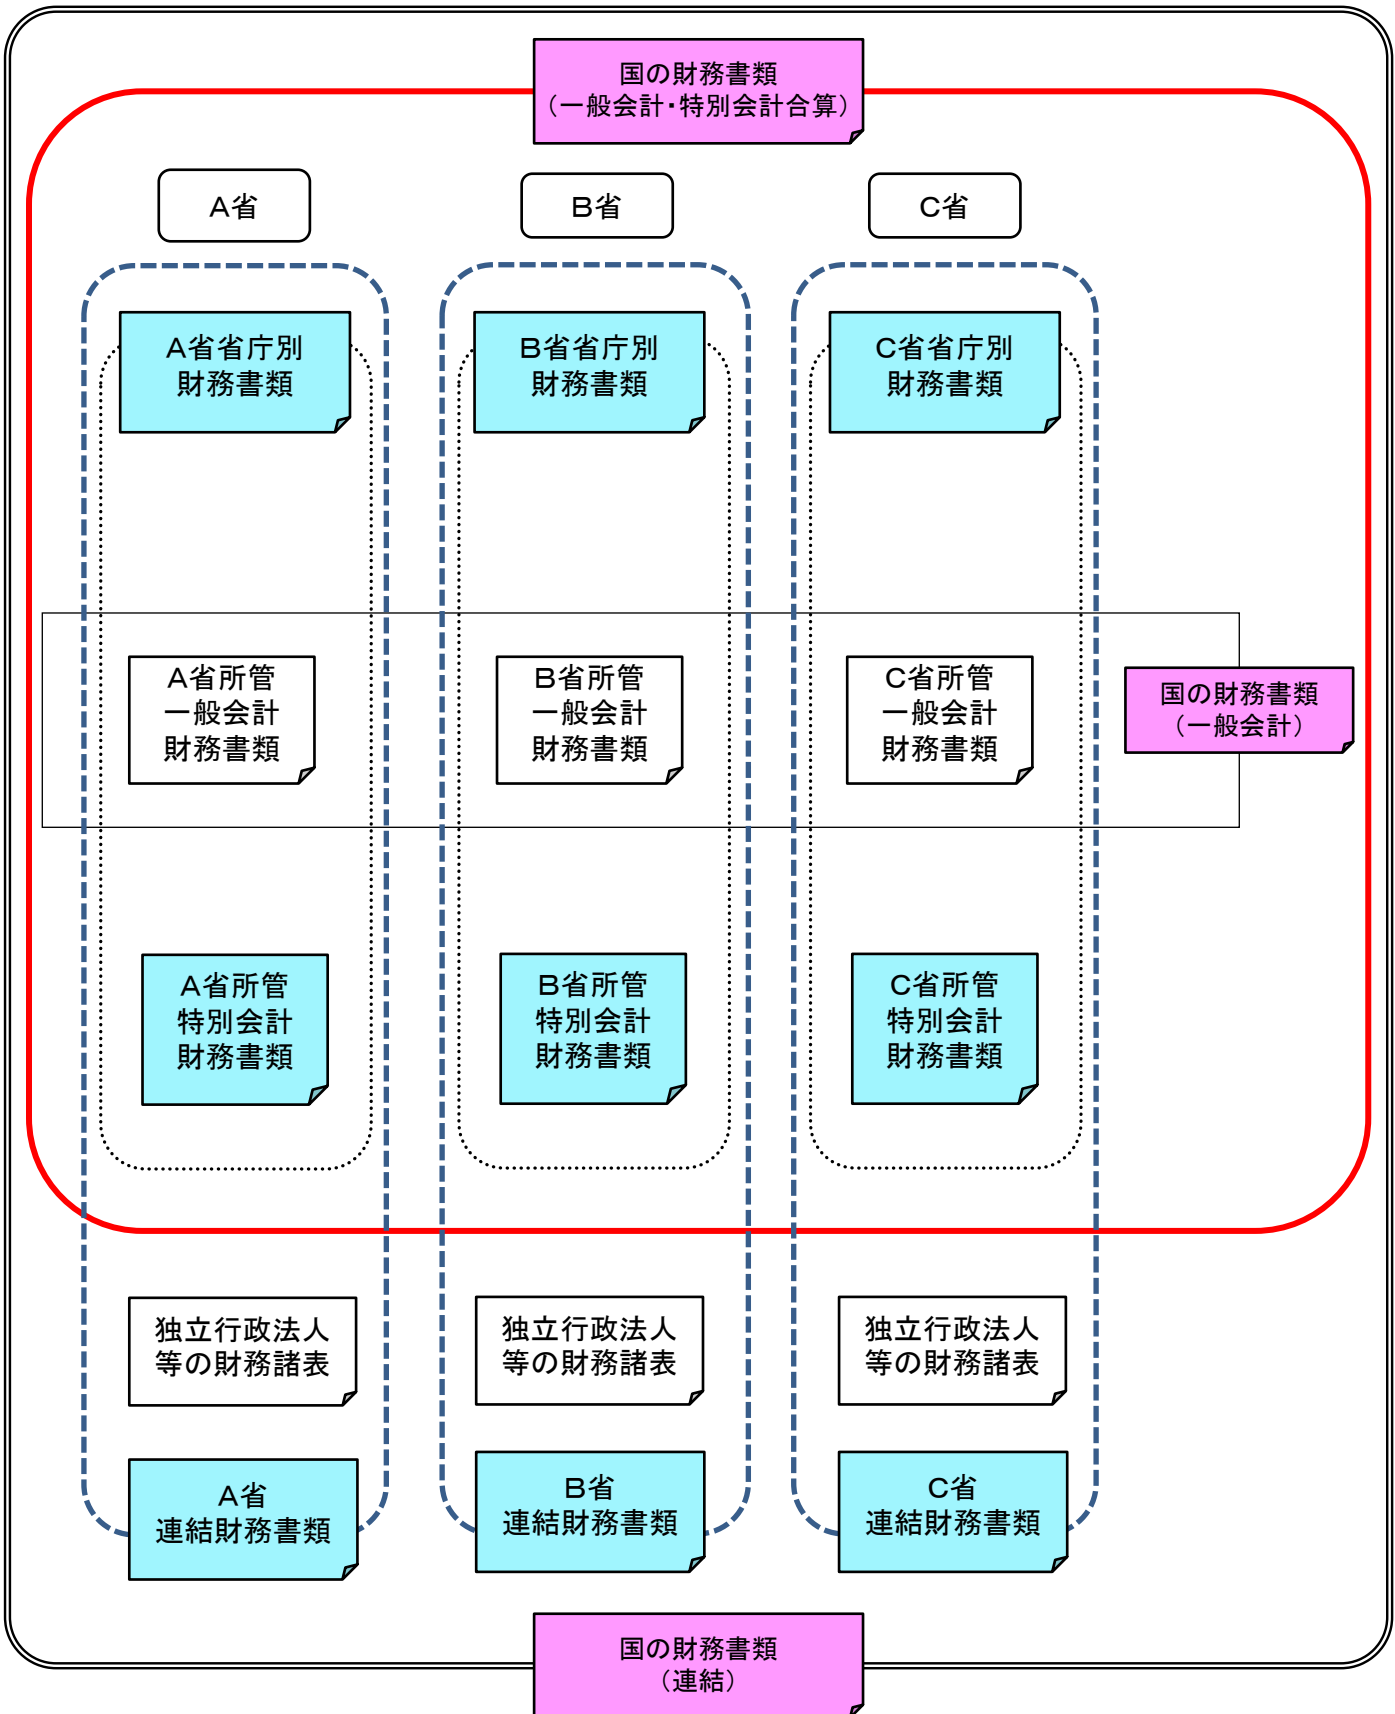 国の財務書類
（一般会計・特別会計合算）
A省
B省
C省
A省省庁別
財務書類
B省省庁別
財務書類
C省省庁別
財務書類
A省所管
一般会計
財務書類
B省所管
一般会計
財務書類
C省所管
一般会計
財務書類
国の財務書類
（一般会計）
A省所管
特別会計
財務書類
B省所管
特別会計
財務書類
C省所管
特別会計
財務書類
独立行政法人
等の財務諸表
独立行政法人
等の財務諸表
独立行政法人
等の財務諸表
A省
連結財務書類
B省
連結財務書類
C省
連結財務書類
国の財務書類
（連結）